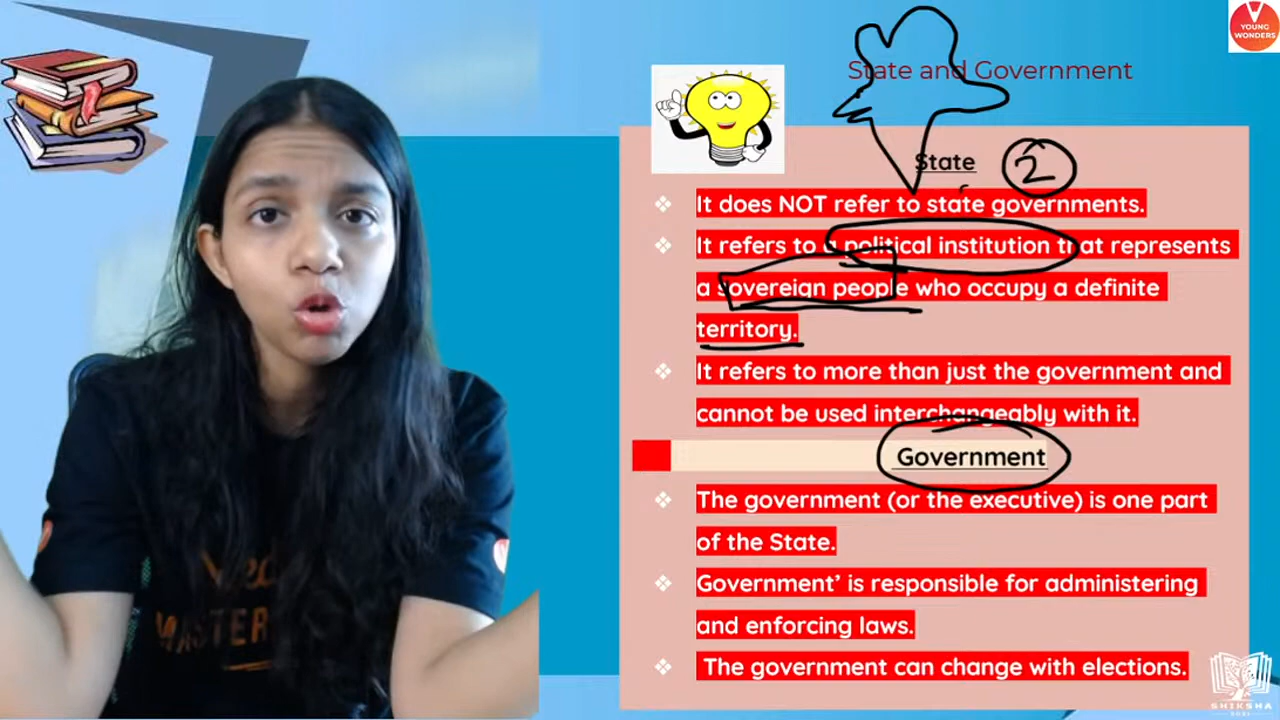 YOUNG
WONDERS
State and Government
State
2
It does NOT refer to state governments.
It refers to a political institution that represents
a sovereign people who occupy a definite
territory.
It refers to more than just the government and
cannot be used interchangeably with it.
Government
The government (or the executive) is one part
of the State.
Government’ is responsible for administering
and enforcing laws.
The government can change with elections.
MASTER
SHIKSHA